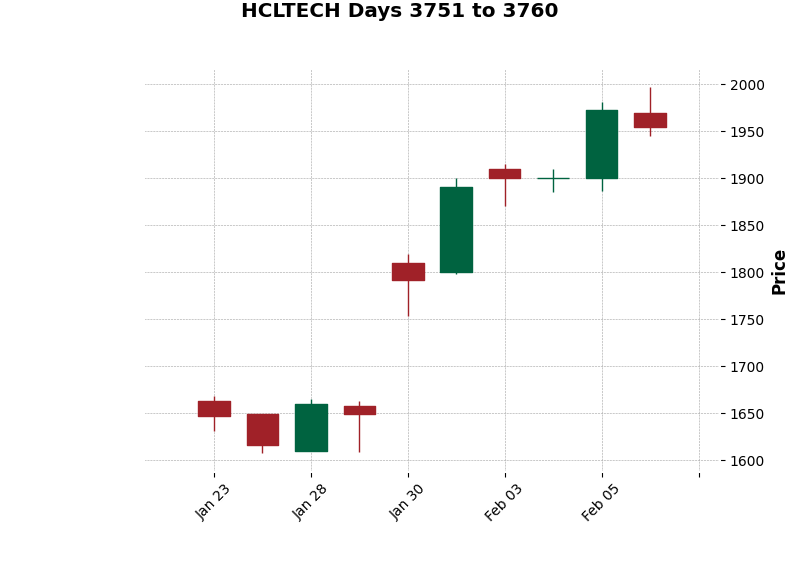 HCLTECH Days 3751 to 3760
2000
1950
1900
1850
1800
1750
1700
1650
1600
Price
Jan 23
Jan 28
Jan 30
Feb 03
Feb 05